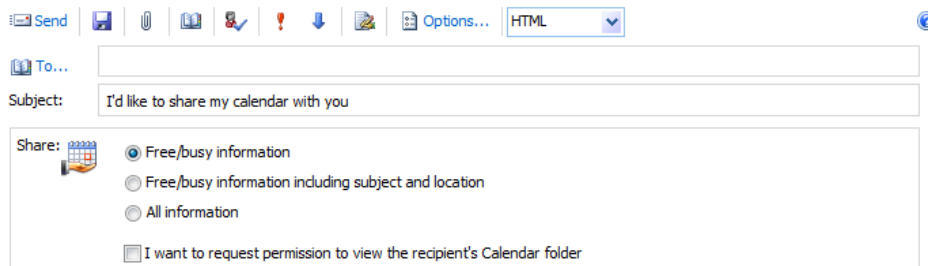 Send Options... HTML
To...
Subject: I'd like to share my calendar with you
Share: Free/busy information
Free/busy information including subject and location
All information
I want to request permission to view the recipient's Calendar folder